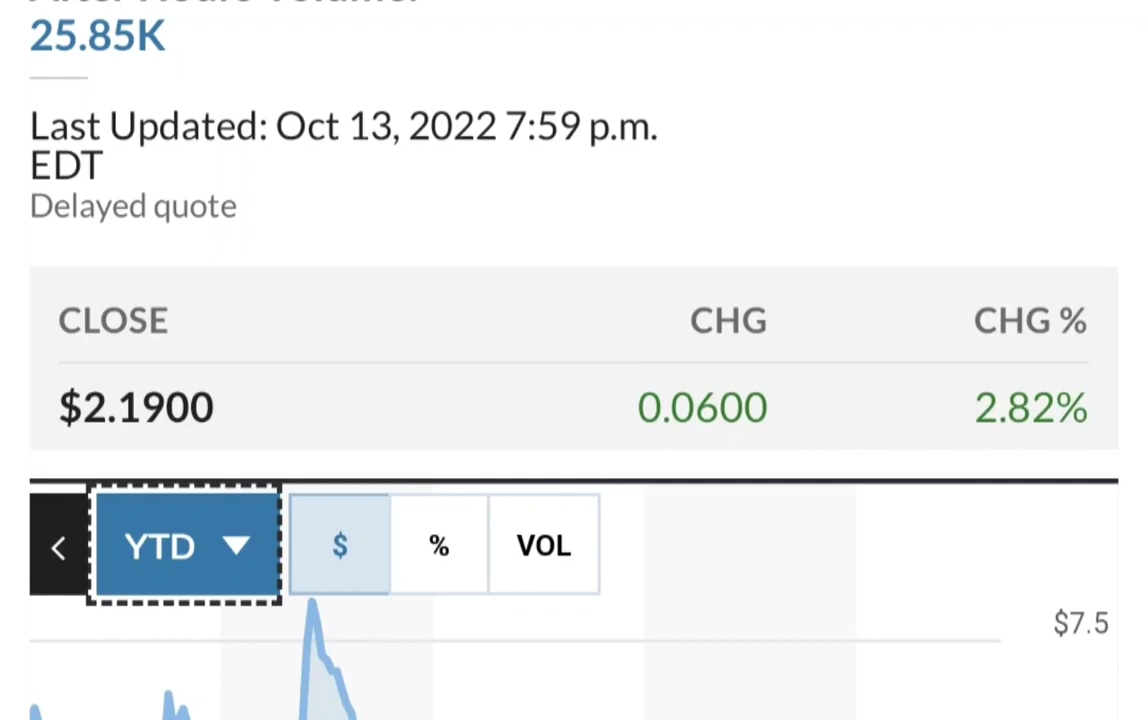 25.85K
Last Updated: Oct 13, 2022 7:59 p.m.
EDT
Delayed quote
CLOSE CHG CHG %
$2.1900 0.0600 2.82%
YTD $ % VOL
$7.5